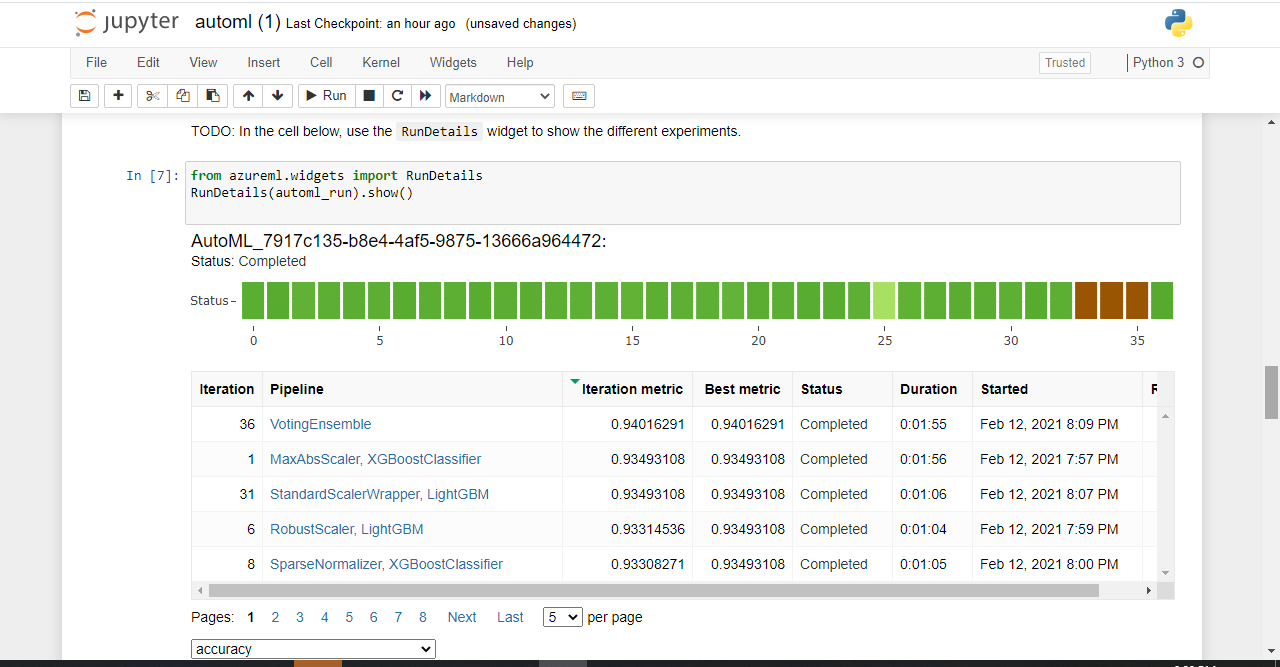 jupyter automl (1) Last Checkpoint: an hour ago (unsaved changes)
File Edit View Insert Cell Kernel Widgets Help Trusted Python 3
Run Markdown
TODO: In the cell below, use the RunDetails widget to show the different experiments.
In [7]: from azureml.widgets import RunDetails
RunDetails(automl_run).show()
AutoML_7917c135-b8e4-4af5-9875-13666a964472:
Status: Completed
Status
0 5 10 15 20 25 30 35
Iteration Pipeline Iteration metric Best metric Status Duration Started
36 VotingEnsemble 0.94016291 0.94016291 Completed 0:01:55 Feb 12, 2021 8:09 PM
1 MaxAbsScaler, XGBoostClassifier 0.93493108 0.93493108 Completed 0:01:56 Feb 12, 2021 7:57 PM
31 StandardScalerWrapper, LightGBM 0.93493108 0.93493108 Completed 0:01:06 Feb 12, 2021 8:07 PM
6 RobustScaler, LightGBM 0.93314536 0.93493108 Completed 0:01:04 Feb 12, 2021 7:59 PM
8 SparseNormalizer, XGBoostClassifier 0.93308271 0.93493108 Completed 0:01:05 Feb 12, 2021 8:00 PM
Pages: 1 2 3 4 5 6 7 8 Next Last 5 per page
accuracy